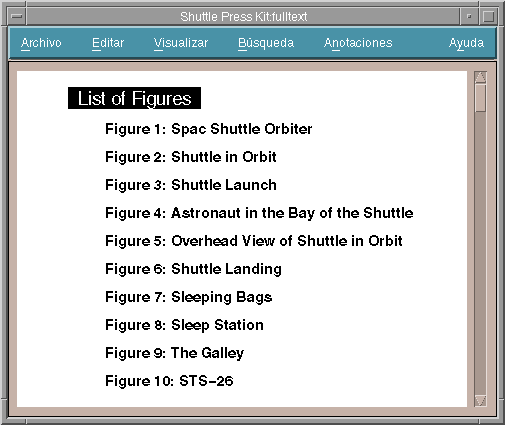 Shuttle Press Kit:fulltext
Archivo Editar Visualizar Búsqueda Anotaciones Ayuda
List of Figures
Figure 1: Spac Shuttle Orbiter
Figure 2: Shuttle in Orbit
Figure 3: Shuttle Launch
Figure 4: Astronaut in the Bay of the Shuttle
Figure 5: Overhead View of Shuttle in Orbit
Figure 6: Shuttle Landing
Figure 7: Sleeping Bags
Figure 8: Sleep Station
Figure 9: The Galley
Figure 10: STS-26